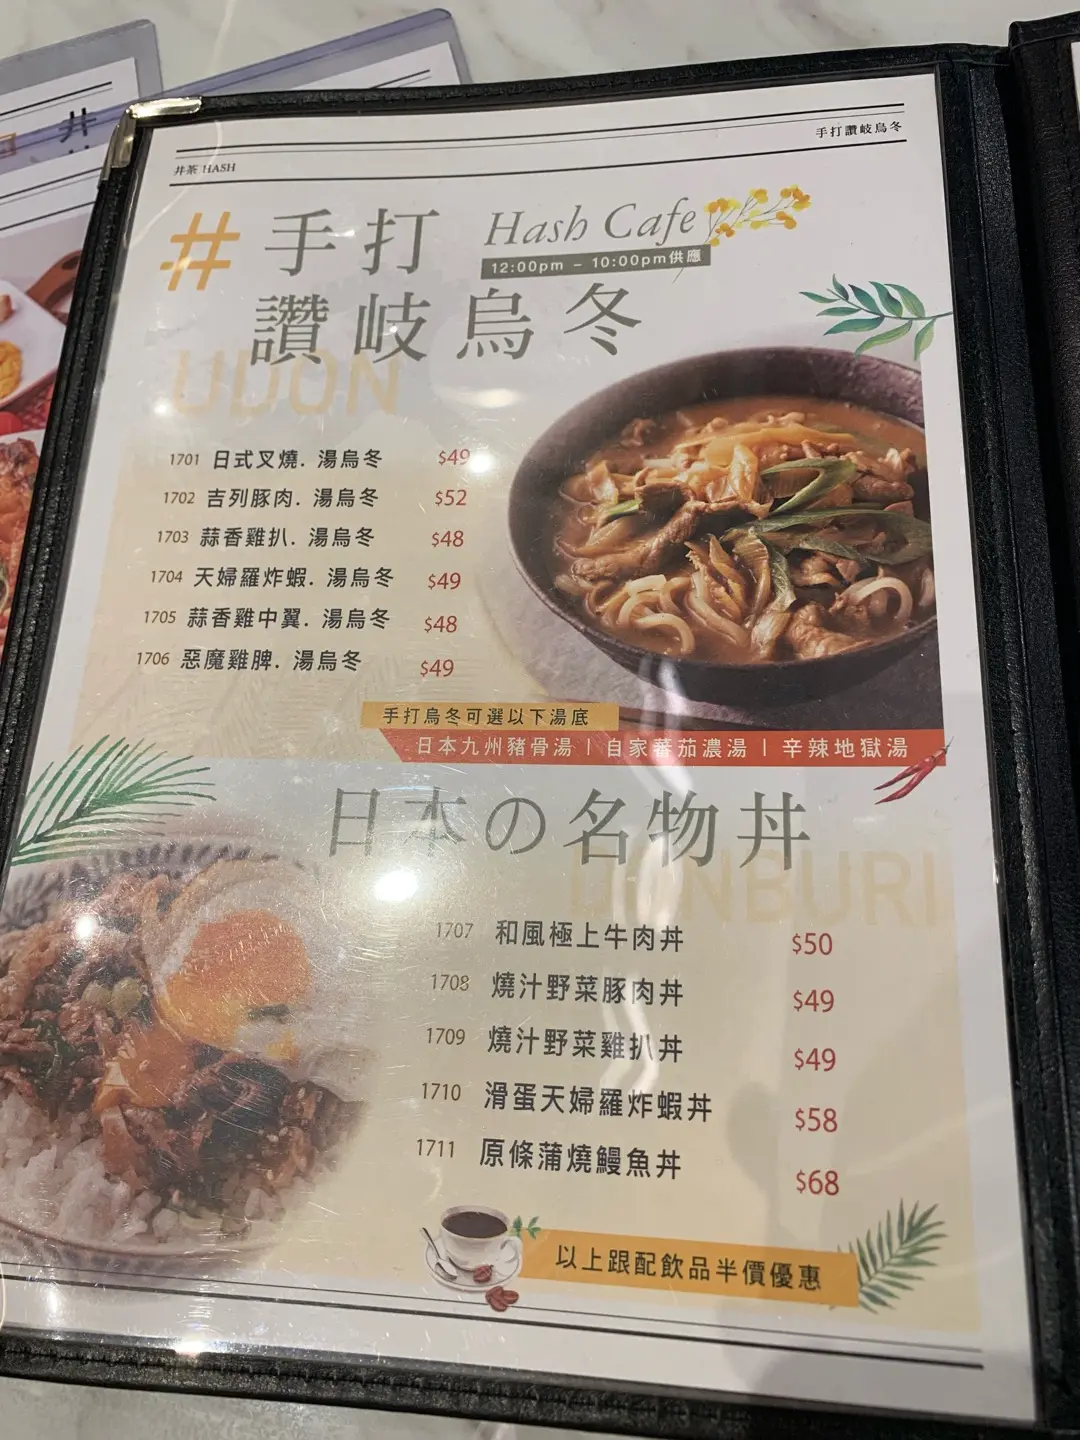 井茶 HASH
手打讚岐烏冬
#手打
Hash Cafe
12:00pm – 10:00pm供應
讚岐烏冬
UDON
1701 日式叉燒. 湯烏冬 $49
1702 吉列豚肉. 湯烏冬 $52
1703 蒜香雞扒. 湯烏冬 $48
1704 天婦羅炸蝦. 湯烏冬 $49
1705 蒜香雞中翼. 湯烏冬 $48
1706 惡魔雞脾. 湯烏冬 $49
手打烏冬可選以下湯底
日本九州豬骨湯 | 自家蕃茄濃湯 | 辛辣地獄湯
日本の名物丼
DONBURI
1707 和風極上牛肉丼 $50
1708 燒汁野菜豚肉丼 $49
1709 燒汁野菜雞扒丼 $49
1710 滑蛋天婦羅炸蝦丼 $58
1711 原條蒲燒鰻魚丼 $68
以上跟配飲品半價優惠